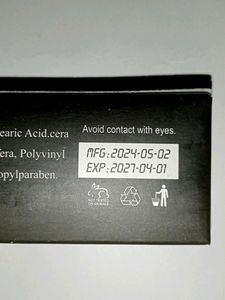 earic Acid.cera
era, Polyvinyl
opylparaben.
Avoid contact with eyes.
MFG:2024-05-02
EXP:2027-04-01
NOT TESTED
ON ANIMALS